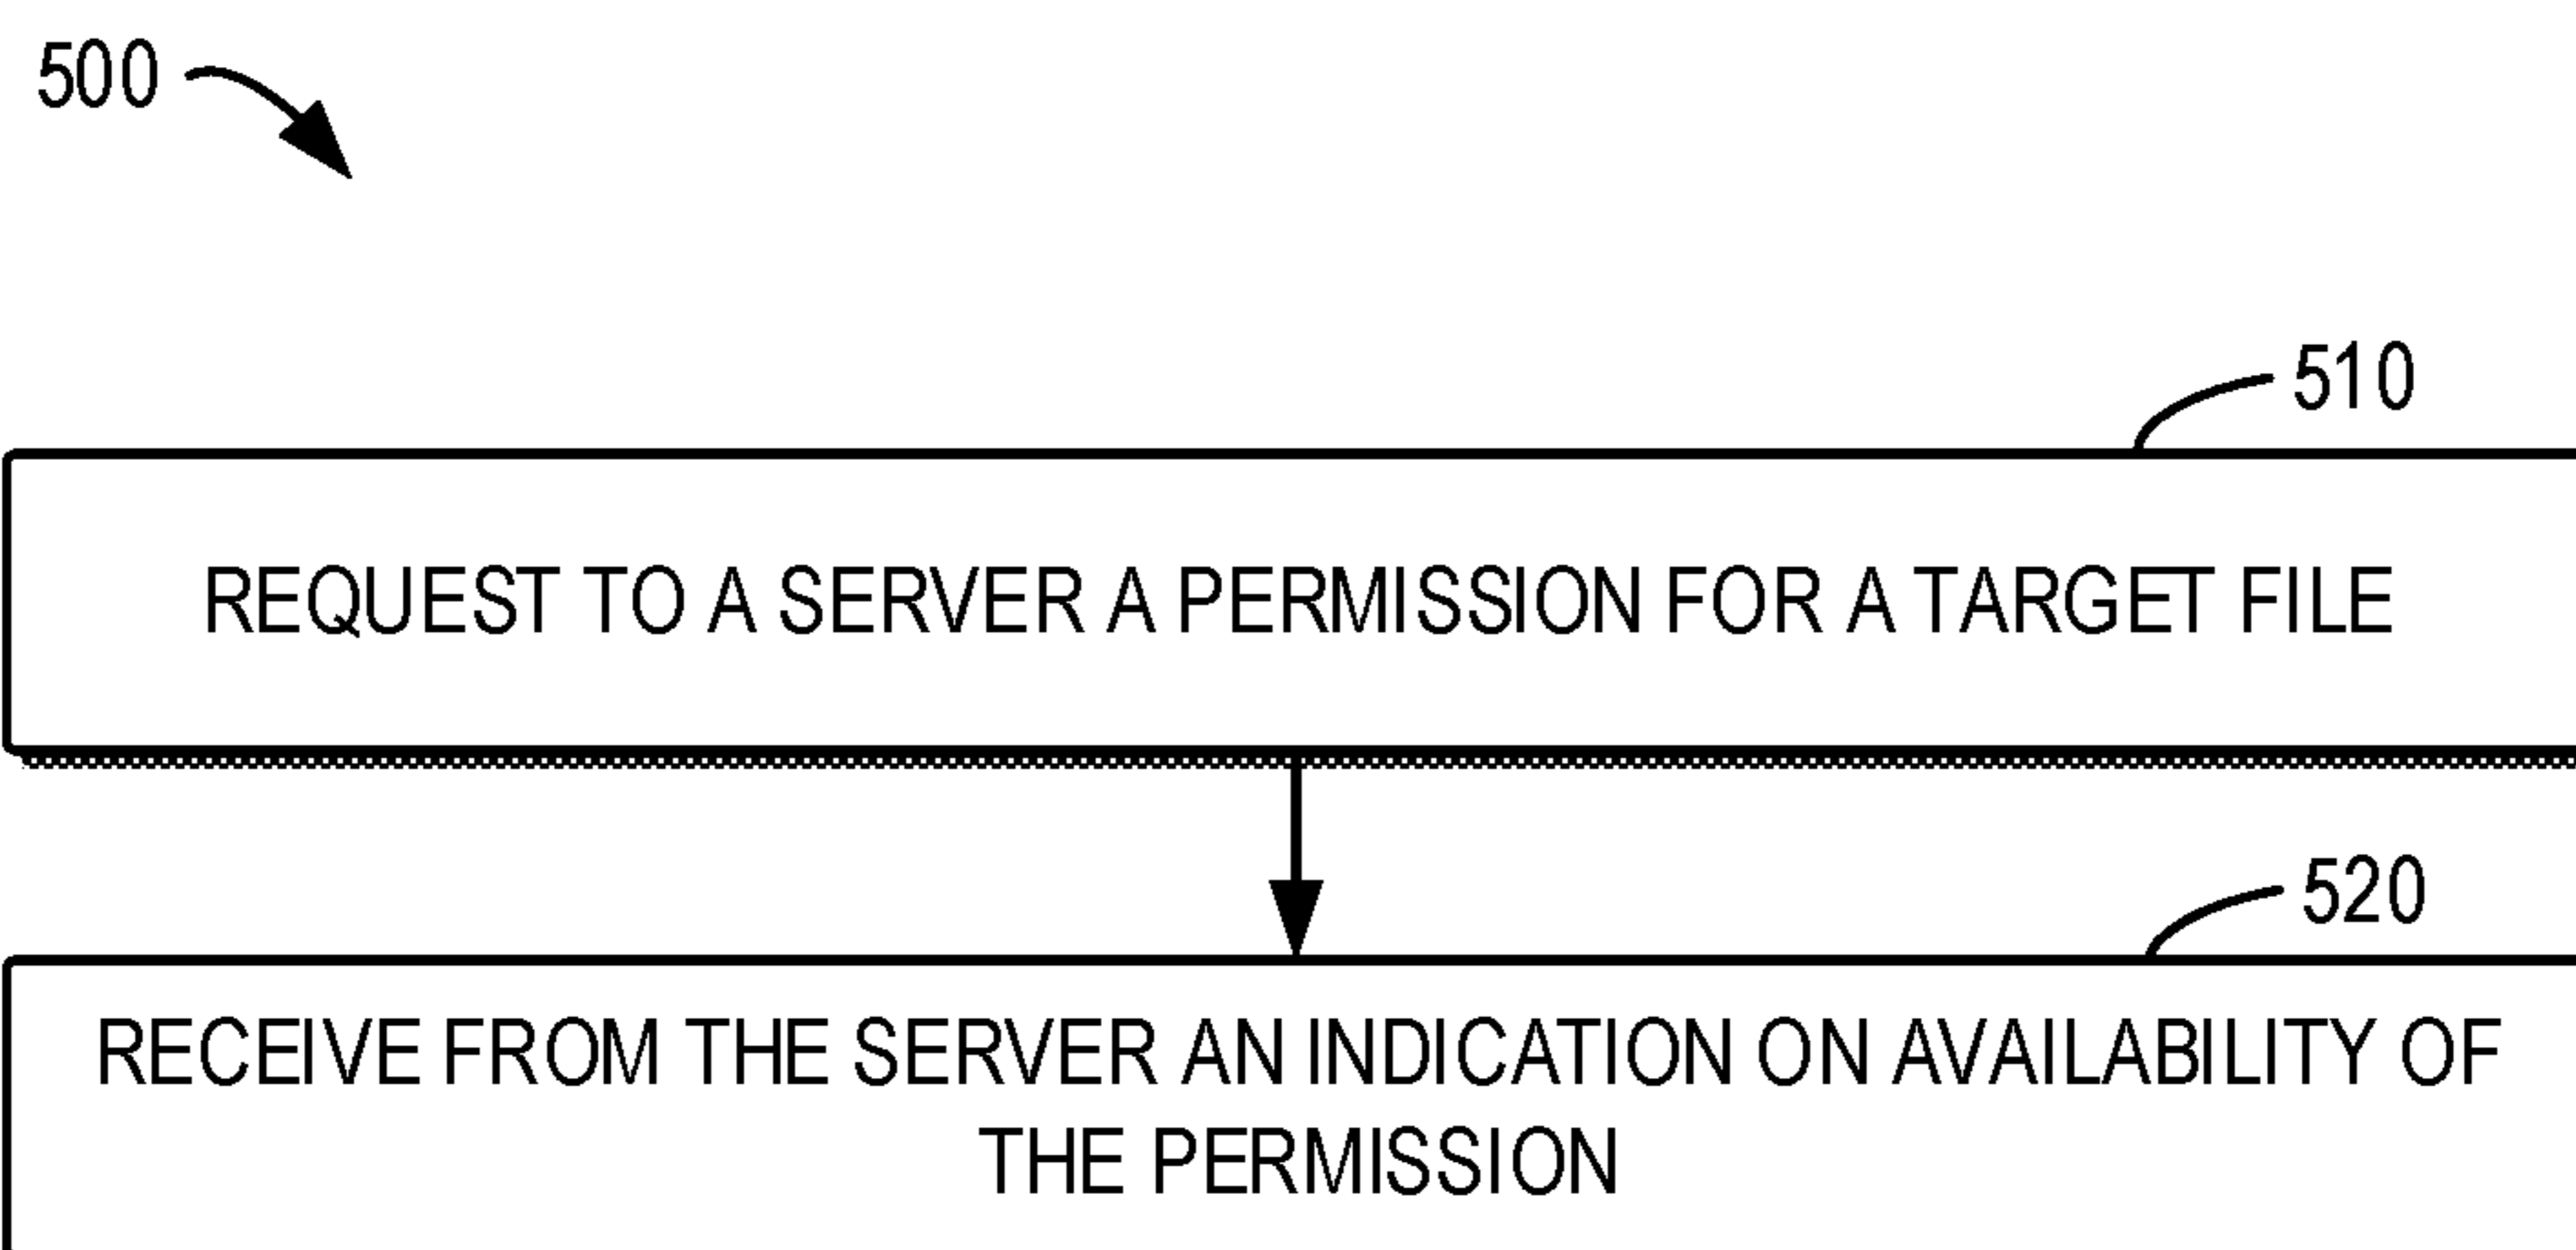 500
510
REQUEST TO A SERVER A PERMISSION FOR A TARGET FILE
520
RECEIVE FROM THE SERVER AN INDICATION ON AVAILABILITY OF
THE PERMISSION